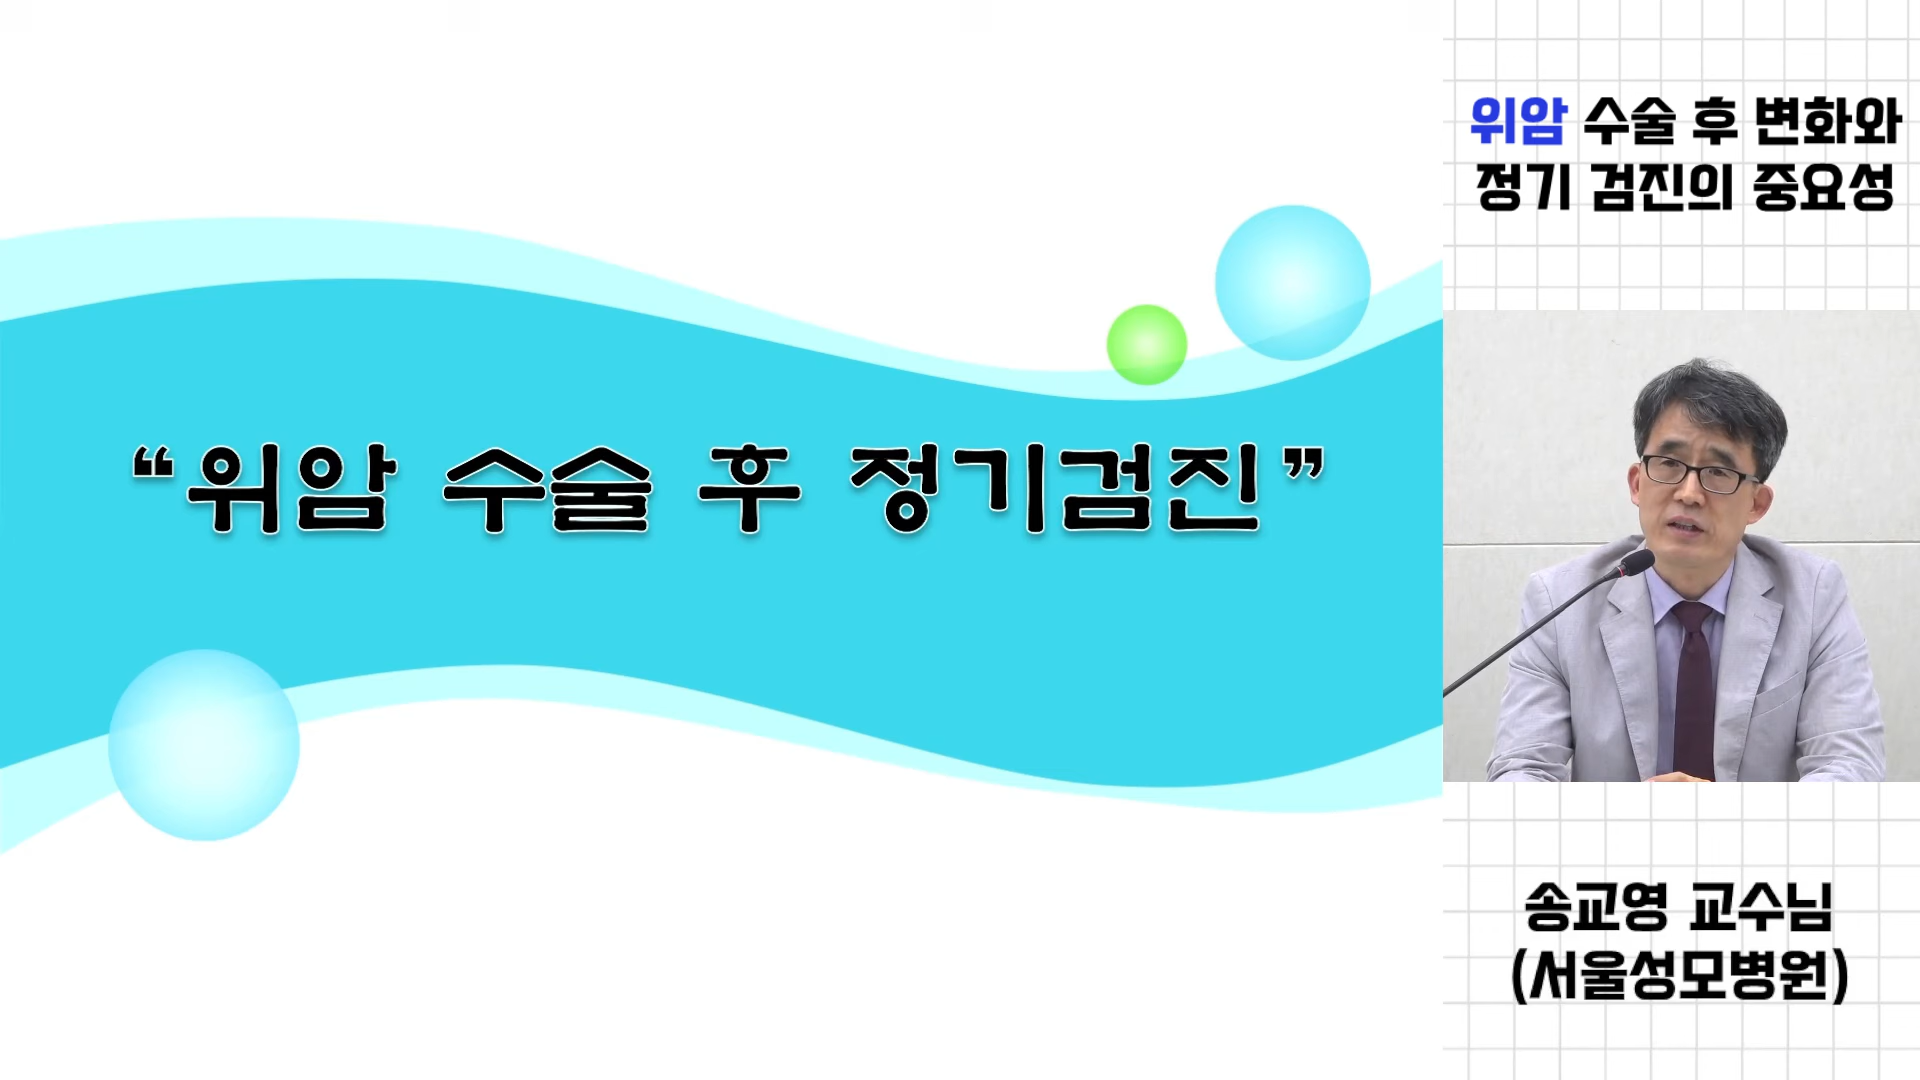 “위암 수술 후 정기검진”
위암 수술 후 변화와
정기 검진의 중요성
송교영 교수님
(서울성모병원)